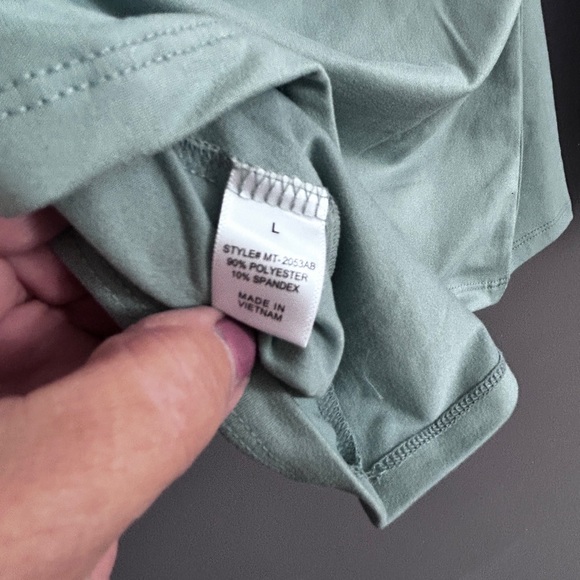 L
STYLE# MT-2053AB
90% POLYESTER
10% SPANDEX
MADE IN
VIETNAM